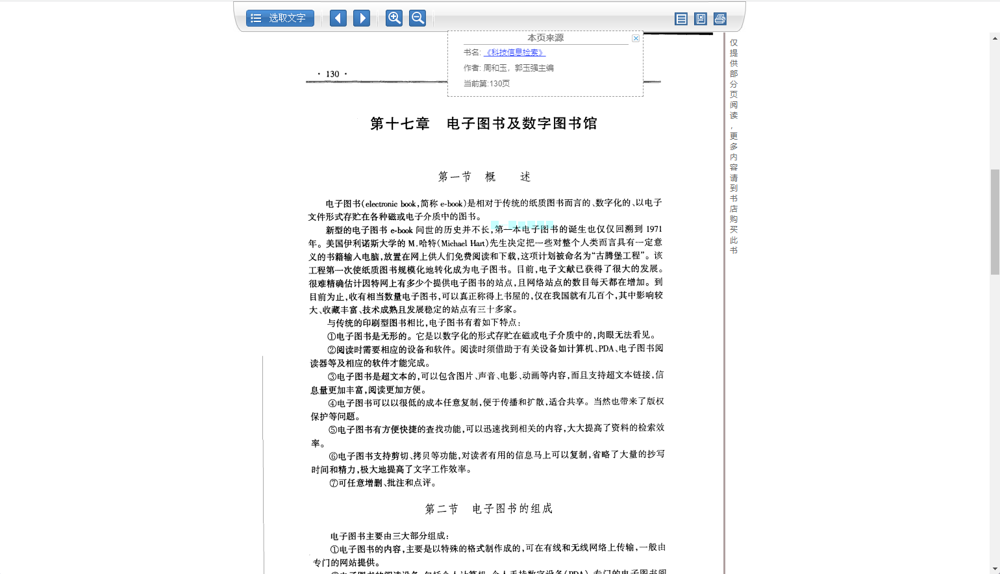 选取文字
本页来源
书名: 《科技信息检索》
作者: 周和玉，郭玉强主编
当前第:130页
仅提供部分页阅读，更多内容请到书店购买此书
· 130 ·
第十七章　电子图书及数字图书馆
第一节　概　　述
电子图书(electronic book,简称 e-book)是相对于传统的纸质图书而言的、数字化的、以电子
文件形式存贮在各种磁或电子介质中的图书。
新型的电子图书 e-book 问世的历史并不长,第一本电子图书的诞生也仅仅回溯到 1971
年。美国伊利诺斯大学的 M.哈特(Michael Hart)先生决定把一些对整个人类而言具有一定意
义的书籍输入电脑,放置在网上供人们免费阅读和下载,这项计划被命名为“古腾堡工程”。该
工程第一次使纸质图书规模化地转化成为电子图书。目前,电子文献已获得了很大的发展。
很难精确估计因特网上有多少个提供电子图书的站点,且网络站点的数目每天都在增加。到
目前为止,收有相当数量电子图书,可以真正称得上书屋的,仅在我国就有几百个,其中影响较
大、收藏丰富、技术成熟且发展稳定的站点有三十多家。
与传统的印刷型图书相比,电子图书有着如下特点:
①电子图书是无形的。它是以数字化的形式存贮在磁或电子介质中的,肉眼无法看见。
②阅读时需要相应的设备和软件。阅读时须借助于有关设备如计算机、PDA、电子图书阅
读器等及相应的软件才能完成。
③电子图书是超文本的,可以包含图片、声音、电影、动画等内容,而且支持超文本链接,信
息量更加丰富,阅读更加方便。
④电子图书可以以很低的成本任意复制,便于传播和扩散,适合共享。当然也带来了版权
保护等问题。
⑤电子图书有方便快捷的查找功能,可以迅速找到相关的内容,大大提高了资料的检索效
率。
⑥电子图书支持剪切、拷贝等功能,对读者有用的信息马上可以复制,省略了大量的抄写
时间和精力,极大地提高了文字工作效率。
⑦可任意增删、批注和点评。
第二节　电子图书的组成
电子图书主要由三大部分组成:
①电子图书的内容,主要是以特殊的格式制作成的,可在有线和无线网络上传输,一般由
专门的网站提供。
②电子图书的阅读设备,包括个人计算机,个人手持数字设备(PDA),专门的电子图书阅